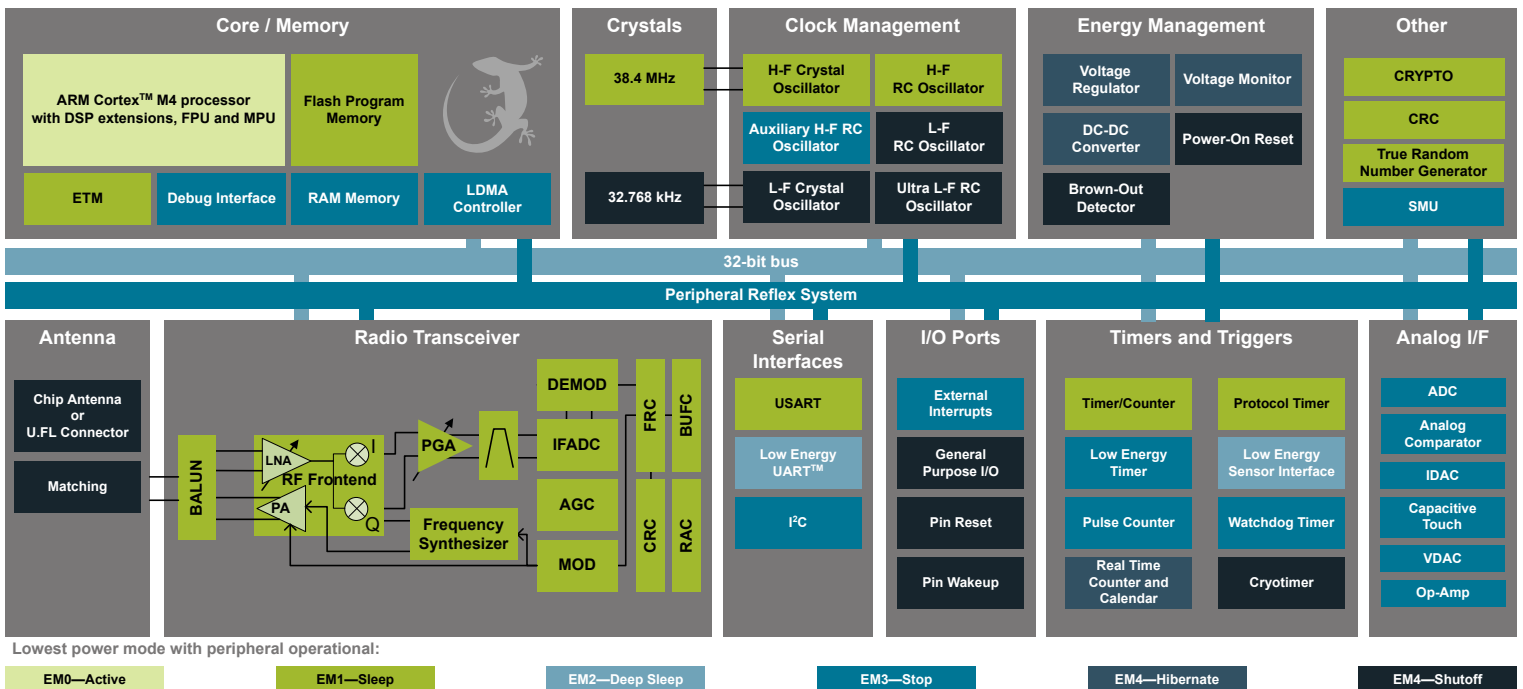 Core / Memory
ARM Cortex™ M4 processor
with DSP extensions, FPU and MPU
Flash Program
Memory
ETM
Debug Interface
RAM Memory
LDMA
Controller
Crystals
38.4 MHz
32.768 kHz
Clock Management
H-F Crystal
Oscillator
H-F
RC Oscillator
Auxiliary H-F RC
Oscillator
L-F
RC Oscillator
L-F Crystal
Oscillator
Ultra L-F RC
Oscillator
Energy Management
Voltage
Regulator
Voltage Monitor
DC-DC
Converter
Power-On Reset
Brown-Out
Detector
Other
CRYPTO
CRC
True Random
Number Generator
SMU
32-bit bus
Peripheral Reflex System
Antenna
Chip Antenna
or
U.FL Connector
Matching
Radio Transceiver
BALUN
LNA
RF Frontend
PA
I
Q
PGA
Frequency
Synthesizer
DEMOD
IFADC
AGC
MOD
FRC
BUFC
CRC
RAC
Serial
Interfaces
USART
Low Energy
UART™
I²C
I/O Ports
External
Interrupts
General
Purpose I/O
Pin Reset
Pin Wakeup
Timers and Triggers
Timer/Counter
Protocol Timer
Low Energy
Timer
Low Energy
Sensor Interface
Pulse Counter
Watchdog Timer
Real Time
Counter and
Calendar
Cryotimer
Analog I/F
ADC
Analog
Comparator
IDAC
Capacitive
Touch
VDAC
Op-Amp
Lowest power mode with peripheral operational:
EM0—Active
EM1—Sleep
EM2—Deep Sleep
EM3—Stop
EM4—Hibernate
EM4—Shutoff